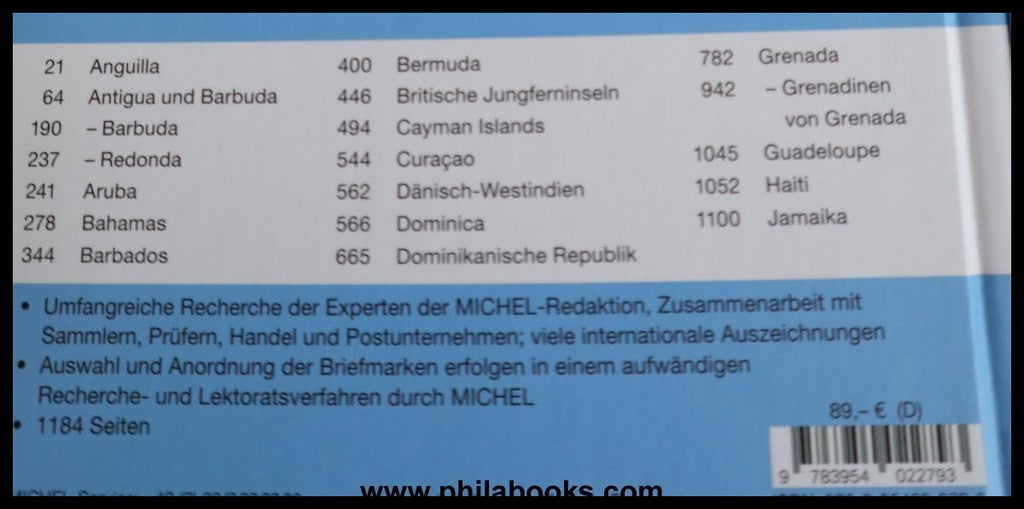 21 Anguilla
64 Antigua und Barbuda
190 – Barbuda
237 – Redonda
241 Aruba
278 Bahamas
344 Barbados
400 Bermuda
446 Britische Jungferninseln
494 Cayman Islands
544 Curaçao
562 Dänisch-Westindien
566 Dominica
665 Dominikanische Republik
782 Grenada
942 – Grenadinen
von Grenada
1045 Guadeloupe
1052 Haiti
1100 Jamaika
• Umfangreiche Recherche der Experten der MICHEL-Redaktion, Zusammenarbeit mit
Sammlern, Prüfern, Handel und Postunternehmen; viele internationale Auszeichnungen
• Auswahl und Anordnung der Briefmarken erfolgen in einem aufwändigen
Recherche- und Lektoratsverfahren durch MICHEL
• 1184 Seiten
89,– € (D)
9 783954 022793
www.philabooks.com